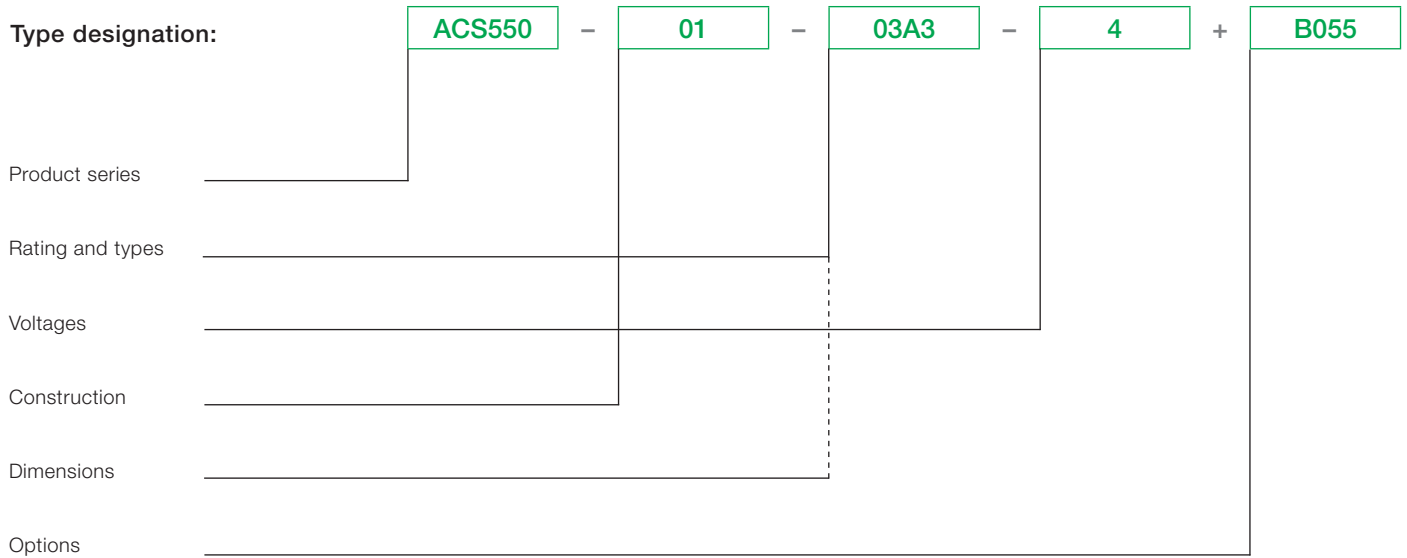 Type designation: ACS550 – 01 – 03A3 – 4 + B055
Product series
Rating and types
Voltages
Construction
Dimensions
Options